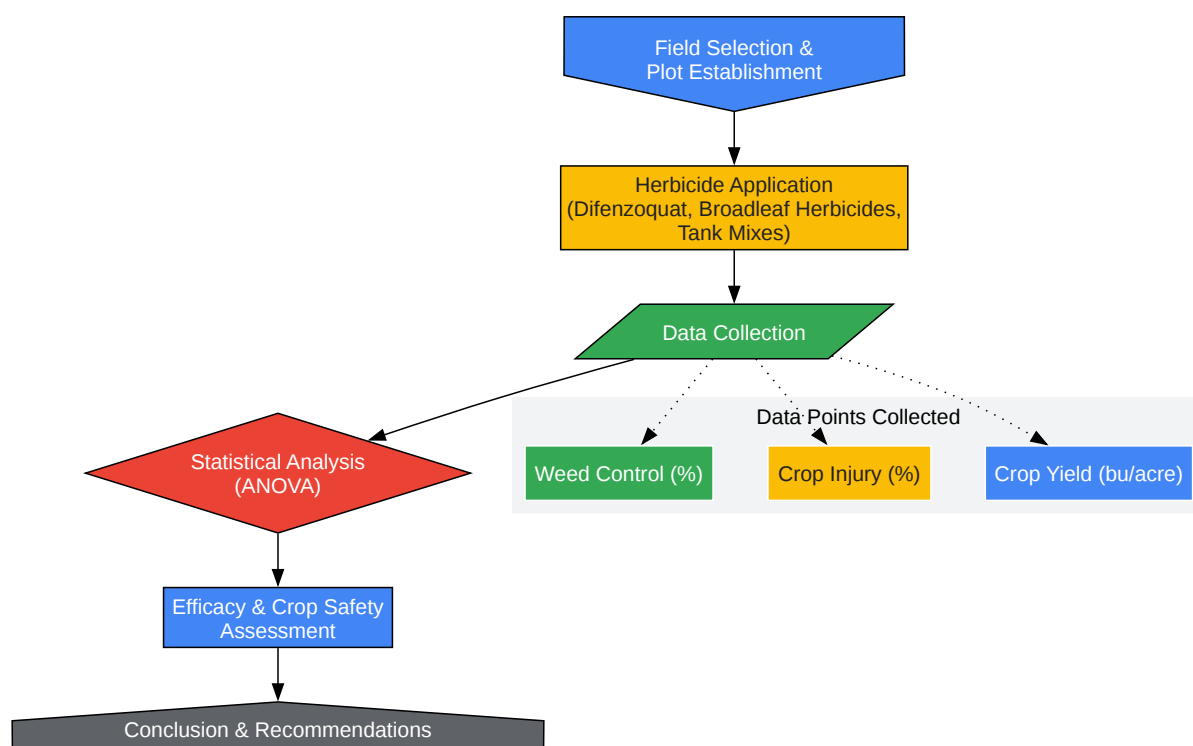 Field Selection &
Plot Establishment
Herbicide Application
(Difenzoquat, Broadleaf Herbicides,
Tank Mixes)
Data Collection
Data Points Collected
Weed Control (%)
Crop Injury (%)
Crop Yield (bu/acre)
Statistical Analysis
(ANOVA)
Efficacy & Crop Safety
Assessment
Conclusion & Recommendations